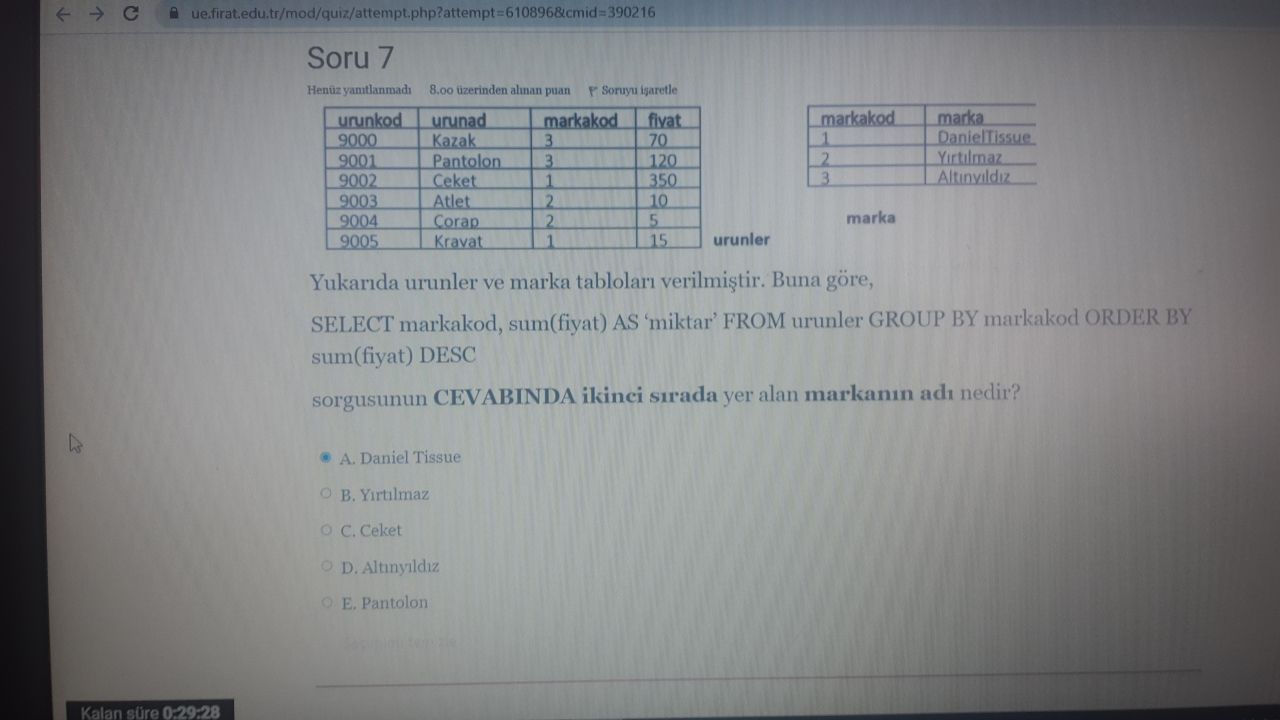 ue.firat.edu.tr/mod/quiz/attempt.php?attempt=610896&cmid=390216
Soru 7
Henüz yanıtlanmadı 8.00 üzerinden alınan puan Soruyu işaretle
urunkod urunad markakod fiyat
9000 Kazak 3 70
9001 Pantolon 3 120
9002 Ceket 1 350
9003 Atlet 2 10
9004 Corap 2 5
9005 Kravat 1 15
urunler
markakod marka
1 DanielTissue
2 Yırtılmaz
3 Altınyıldız
marka
Yukarıda urunler ve marka tabloları verilmiştir. Buna göre,
SELECT markakod, sum(fiyat) AS ‘miktar’ FROM urunler GROUP BY markakod ORDER BY
sum(fiyat) DESC
sorgusunun CEVABINDA ikinci sırada yer alan markanın adı nedir?
A. Daniel Tissue
B. Yırtılmaz
C. Ceket
D. Altınyıldız
E. Pantolon
Kalan süre 0:29:28